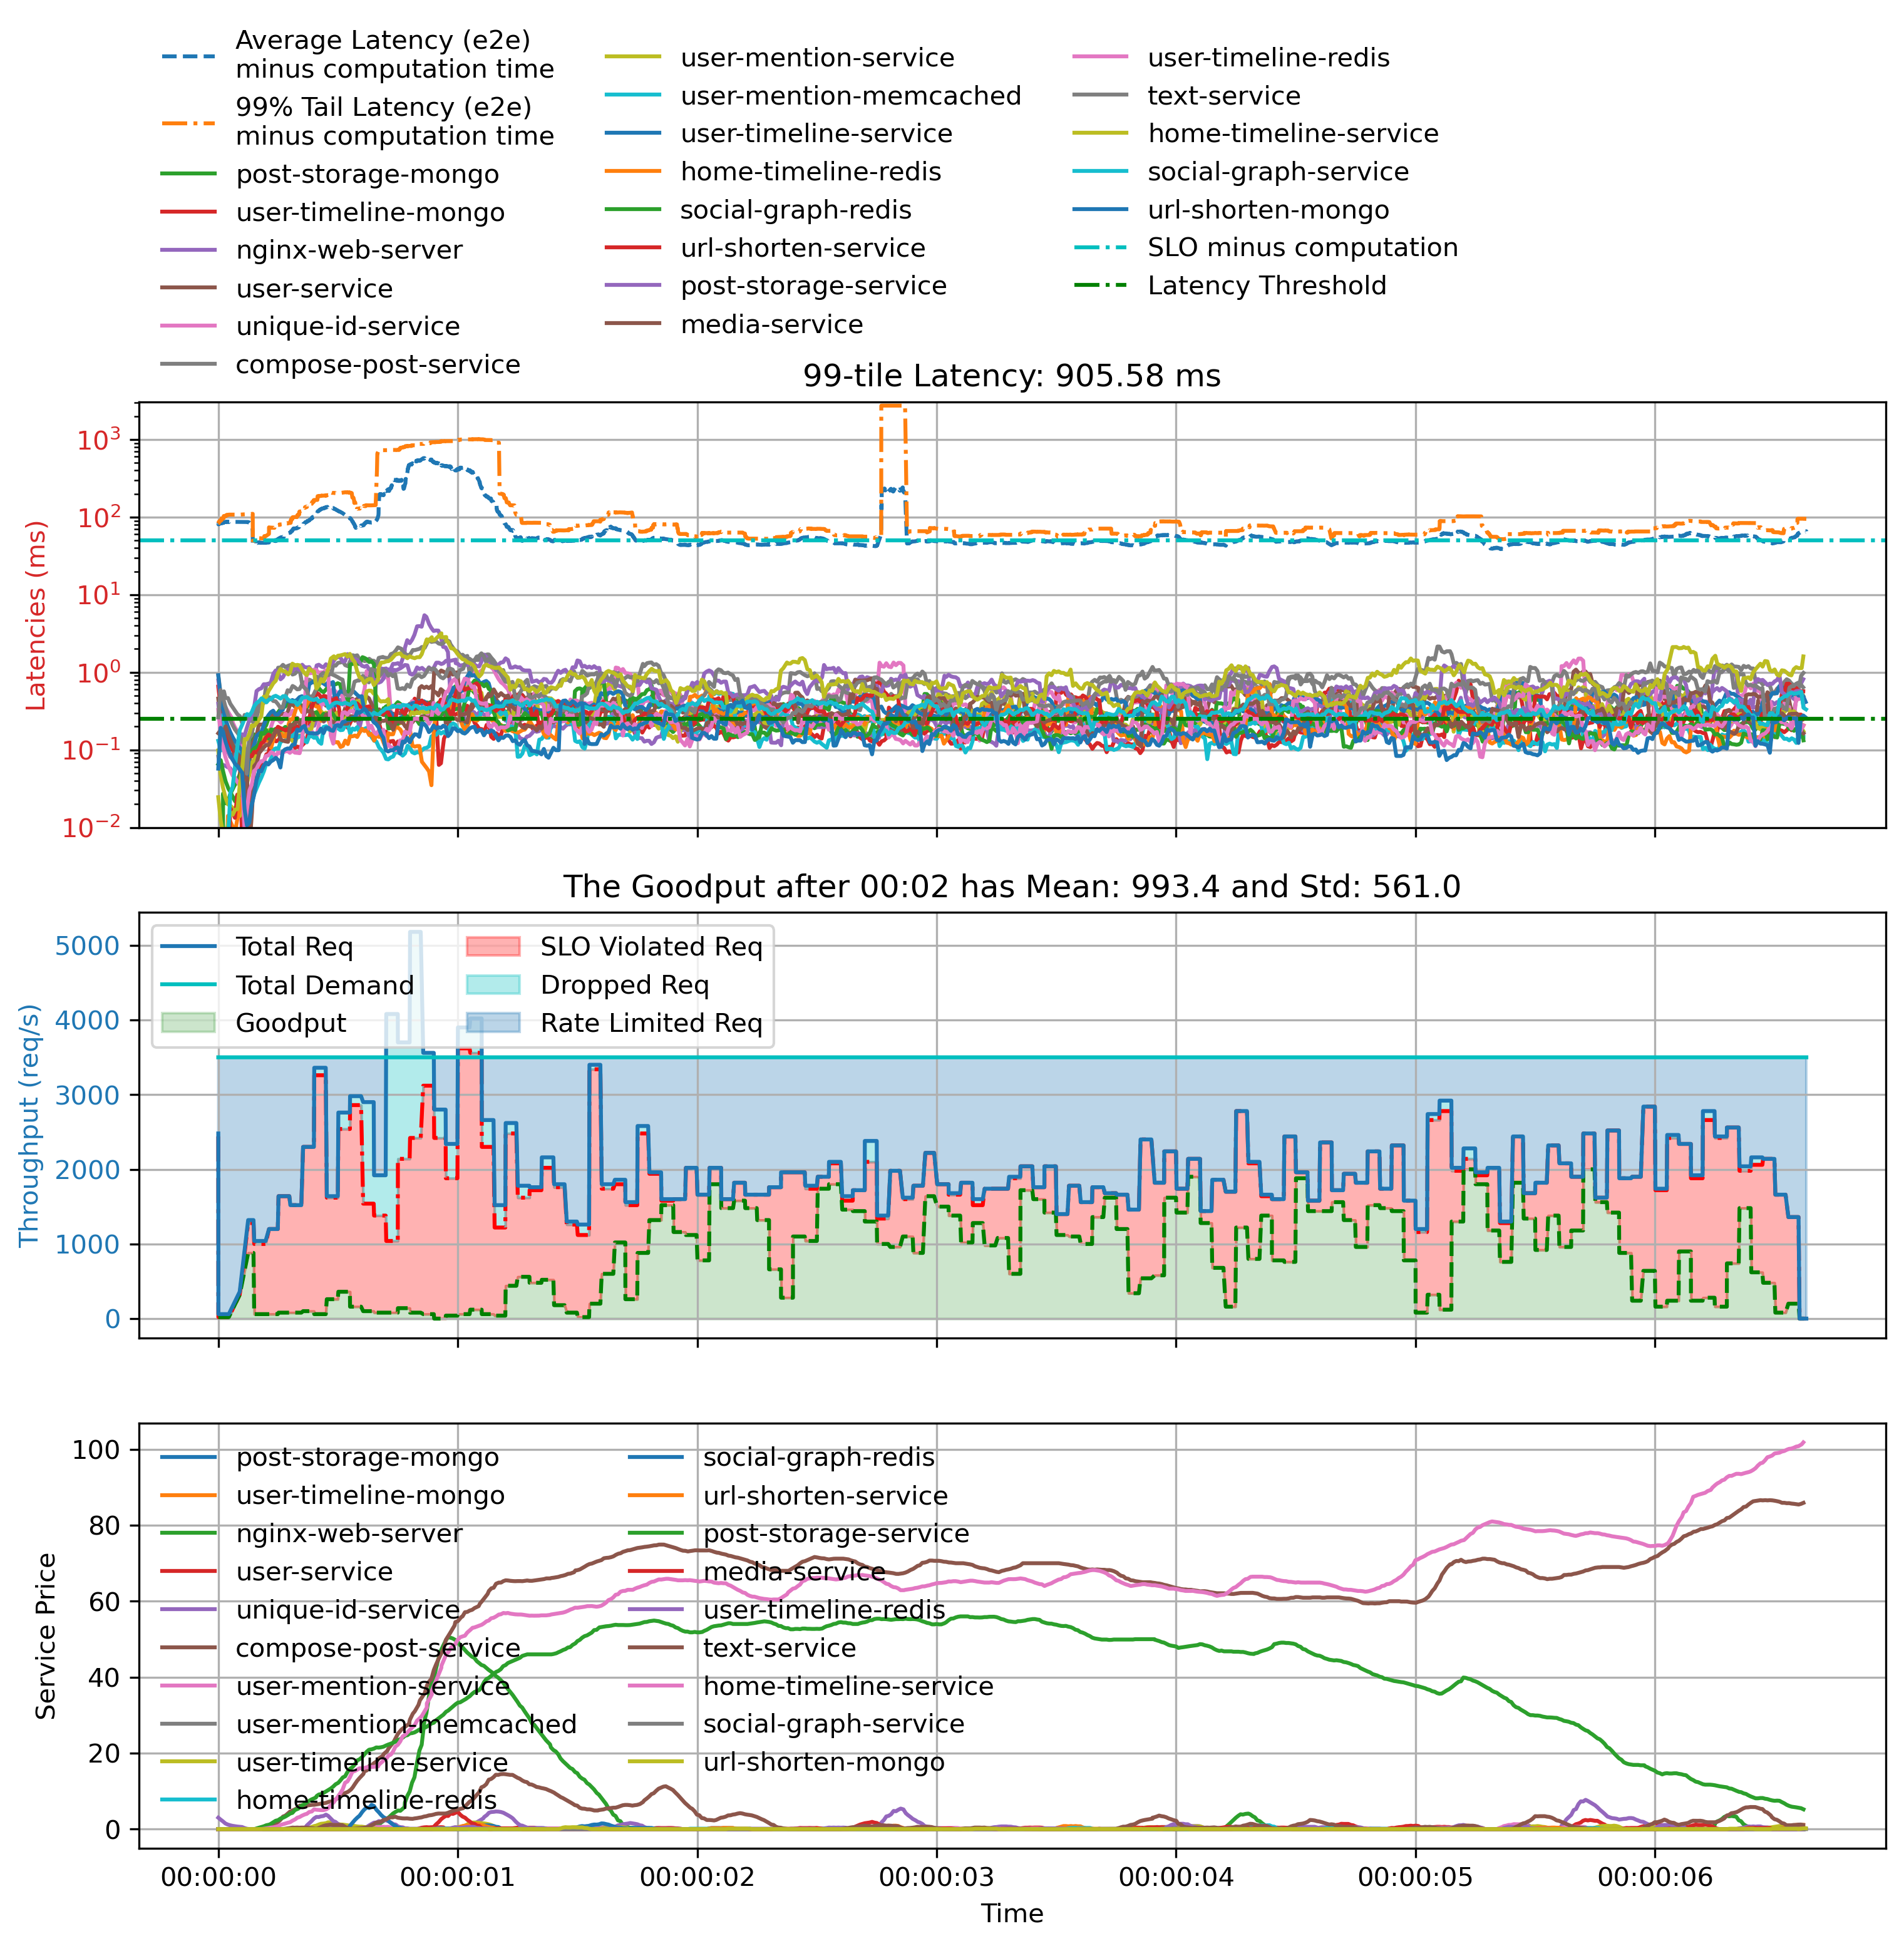 Average Latency (e2e)
minus computation time
99% Tail Latency (e2e)
minus computation time
post-storage-mongo
user-timeline-mongo
nginx-web-server
user-service
unique-id-service
compose-post-service
user-mention-service
user-mention-memcached
user-timeline-service
home-timeline-redis
social-graph-redis
url-shorten-service
post-storage-service
media-service
user-timeline-redis
text-service
home-timeline-service
social-graph-service
url-shorten-mongo
SLO minus computation
Latency Threshold
99-tile Latency: 905.58 ms
Latencies (ms)
10³
10²
10¹
10⁰
10⁻¹
10⁻²
The Goodput after 00:02 has Mean: 993.4 and Std: 561.0
Throughput (req/s)
5000
4000
3000
2000
1000
0
Total Req
Total Demand
Goodput
SLO Violated Req
Dropped Req
Rate Limited Req
Service Price
100
80
60
40
20
0
post-storage-mongo
user-timeline-mongo
nginx-web-server
user-service
unique-id-service
compose-post-service
user-mention-service
user-mention-memcached
user-timeline-service
home-timeline-redis
social-graph-redis
url-shorten-service
post-storage-service
media-service
user-timeline-redis
text-service
home-timeline-service
social-graph-service
url-shorten-mongo
00:00:00 00:00:01 00:00:02 00:00:03 00:00:04 00:00:05 00:00:06
Time